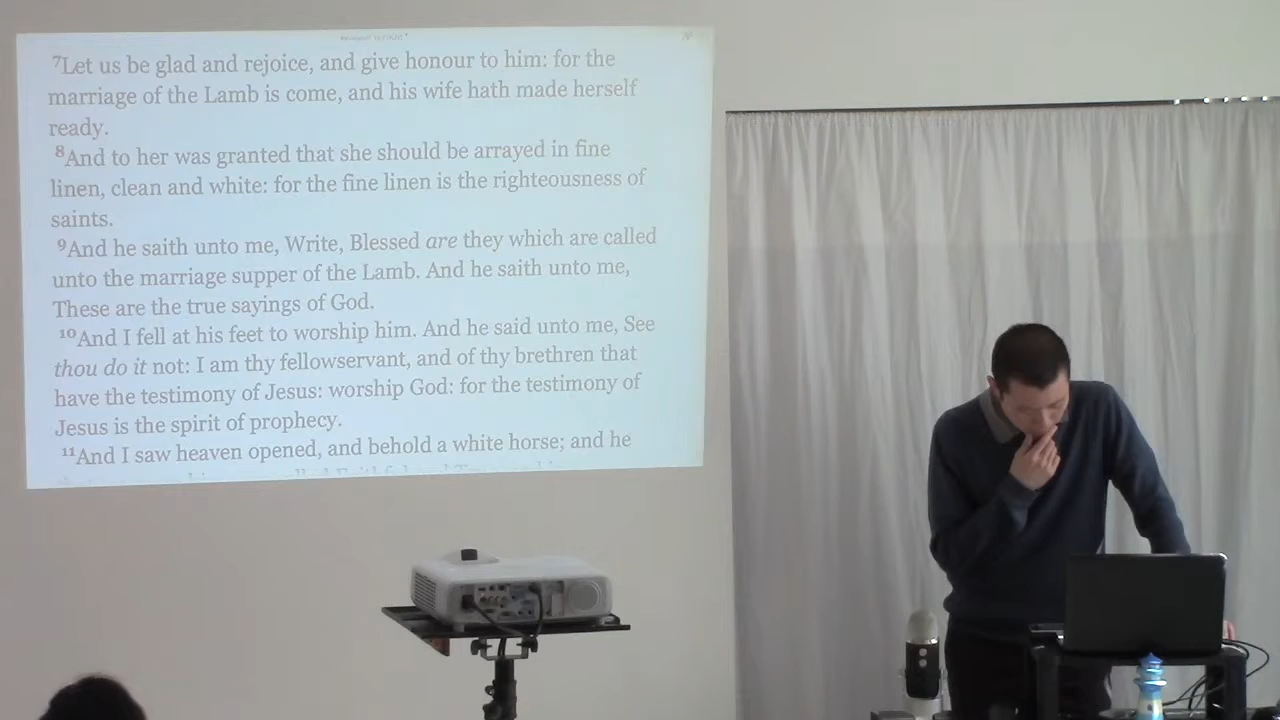 ⁷Let us be glad and rejoice, and give honour to him: for the
marriage of the Lamb is come, and his wife hath made herself
ready.
⁸And to her was granted that she should be arrayed in fine
linen, clean and white: for the fine linen is the righteousness of
saints.
⁹And he saith unto me, Write, Blessed are they which are called
unto the marriage supper of the Lamb. And he saith unto me,
These are the true sayings of God.
¹⁰And I fell at his feet to worship him. And he said unto me, See
thou do it not: I am thy fellowservant, and of thy brethren that
have the testimony of Jesus: worship God: for the testimony of
Jesus is the spirit of prophecy.
¹¹And I saw heaven opened, and behold a white horse; and he